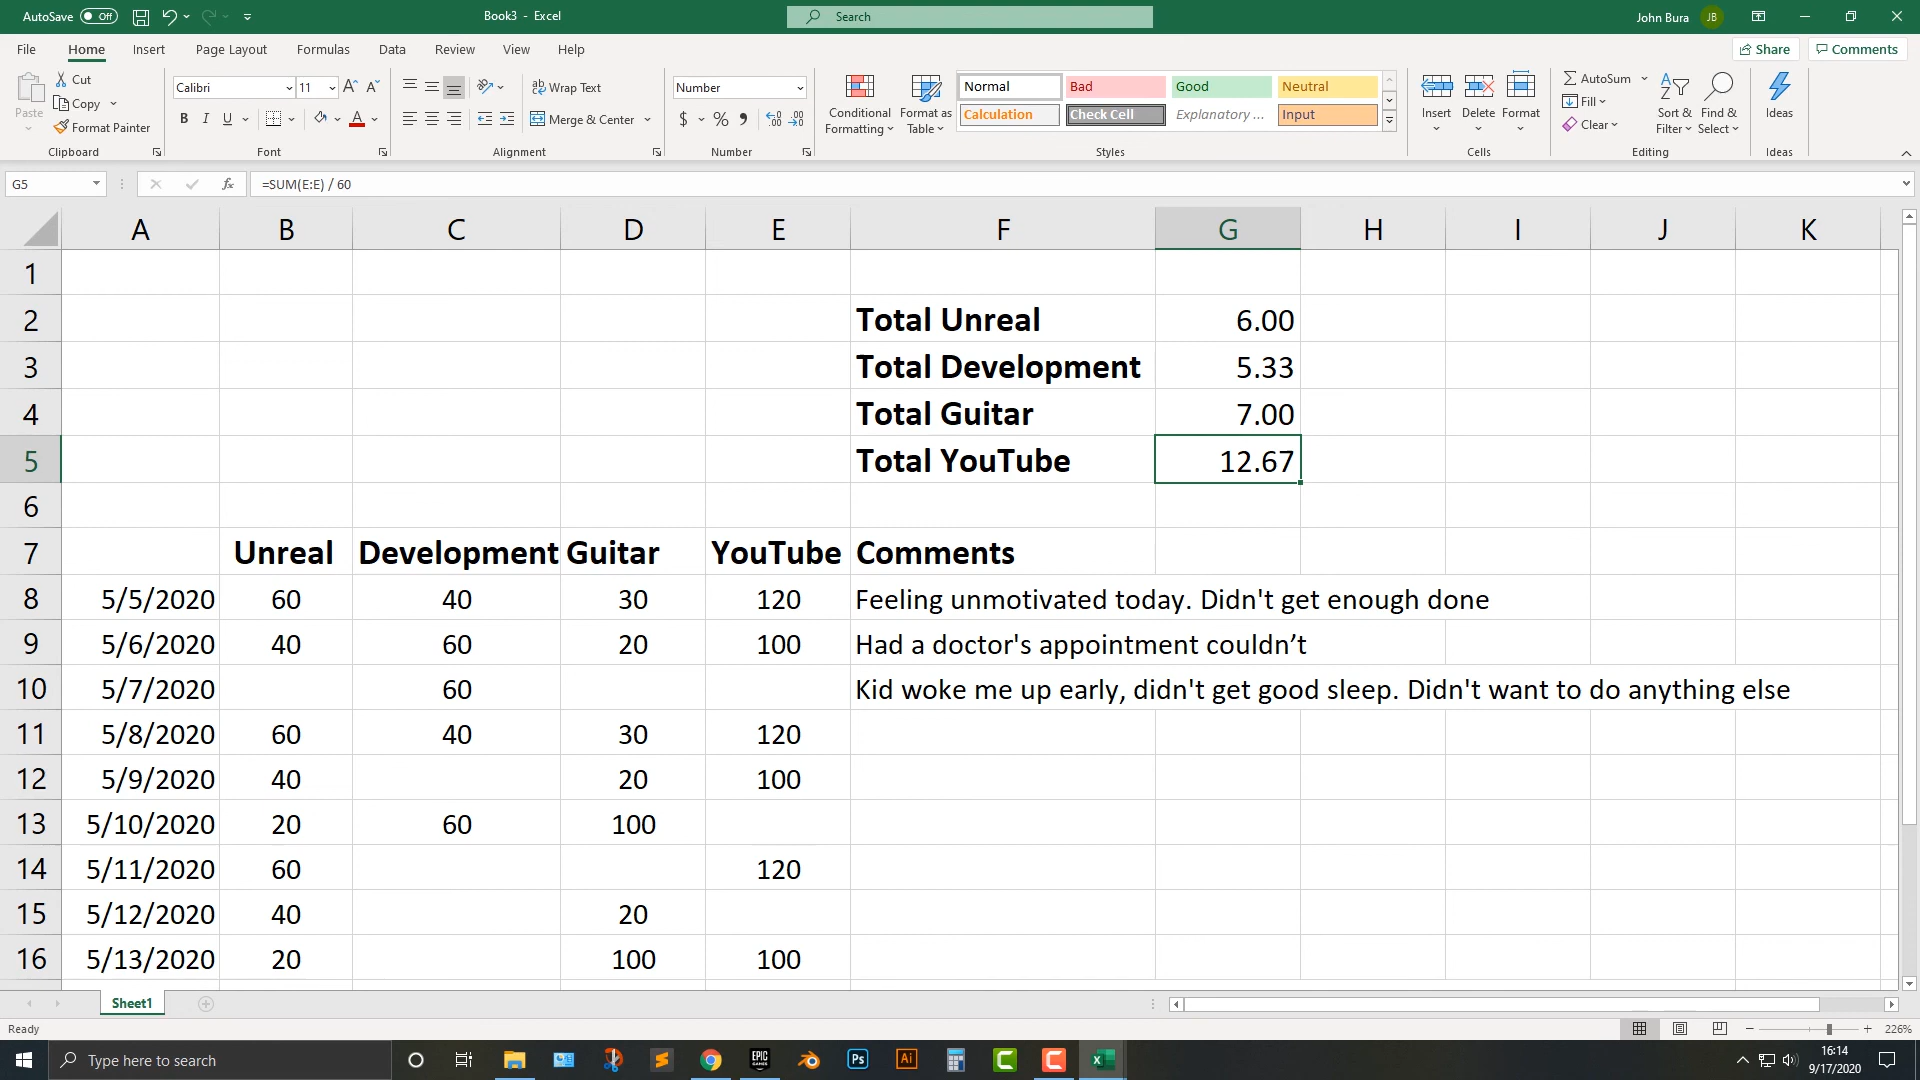 AutoSave Off Book3 - Excel Search John Bura JB
File Home Insert Page Layout Formulas Data Review View Help Share Comments
Paste Cut Copy Format Painter Clipboard
Calibri 11 A A B I U A Font
Wrap Text Merge & Center Alignment
Number $ % Number
Conditional Formatting Format as Table
Normal Bad Good Neutral
Calculation Check Cell Explanatory ... Input
Styles
Insert Delete Format Cells
AutoSum Fill Clear Sort & Filter Find & Select Editing
Ideas Ideas
G5 fx =SUM(E:E) / 60
A B C D E F G H I J K
1
2 Total Unreal 6.00
3 Total Development 5.33
4 Total Guitar 7.00
5 Total YouTube 12.67
6
7 Unreal Development Guitar YouTube Comments
8 5/5/2020 60 40 30 120 Feeling unmotivated today. Didn't get enough done
9 5/6/2020 40 60 20 100 Had a doctor's appointment couldn’t
10 5/7/2020 60 Kid woke me up early, didn't get good sleep. Didn't want to do anything else
11 5/8/2020 60 40 30 120
12 5/9/2020 40 20 100
13 5/10/2020 20 60 100
14 5/11/2020 60 120
15 5/12/2020 40 20
16 5/13/2020 20 100 100
Sheet1
Ready 226%
Type here to search EPIC GAMES Ps Ai 16:14
9/17/2020